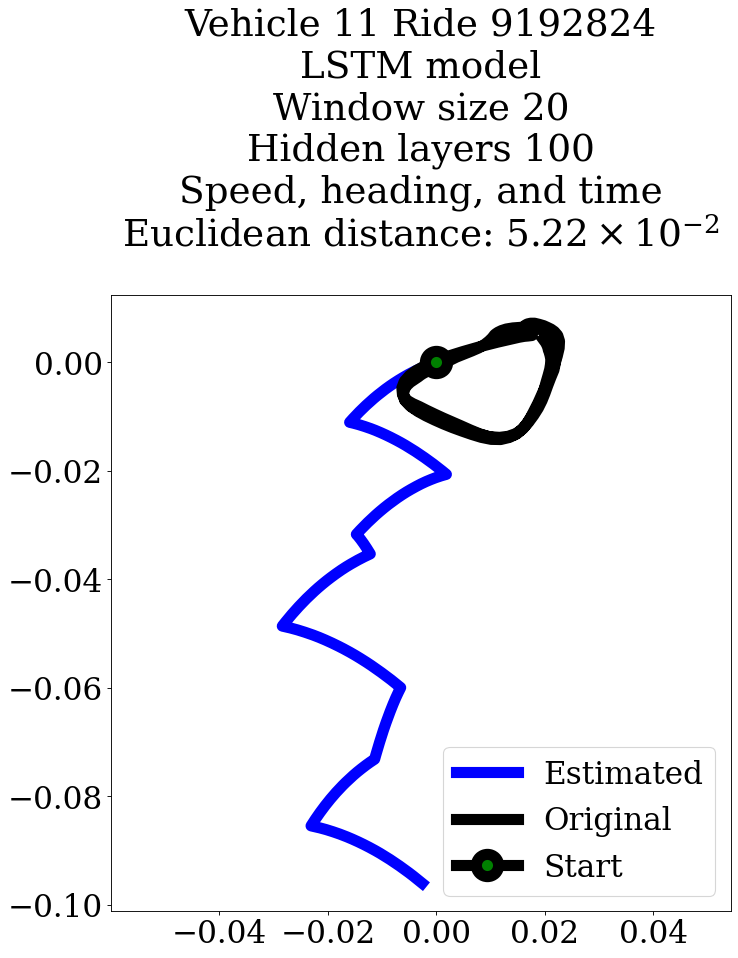 Vehicle 11 Ride 9192824
LSTM model
Window size 20
Hidden layers 100
Speed, heading, and time
Euclidean distance: 5.22 × 10⁻²
0.00
−0.02
−0.04
−0.06
−0.08
−0.10
Estimated
Original
Start
−0.04 −0.02 0.00 0.02 0.04